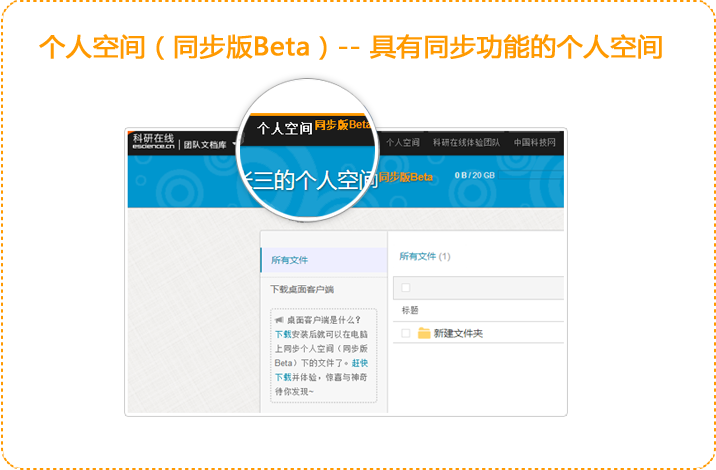 个人空间（同步版Beta）-- 具有同步功能的个人空间
个人空间同步版Beta
科研在线
escience.cn
团队文档库
个人空间
科研在线体验团队
中国科技网
三的个人空间同步版Beta
0 B / 20 GB
所有文件
所有文件 (1)
下载桌面客户端
标题
新建文件夹
桌面客户端是什么？
下载安装后就可以在电脑
上同步个人空间（同步版
Beta）下的文件了。赶快
下载并体验，惊喜与神奇
待你发现~